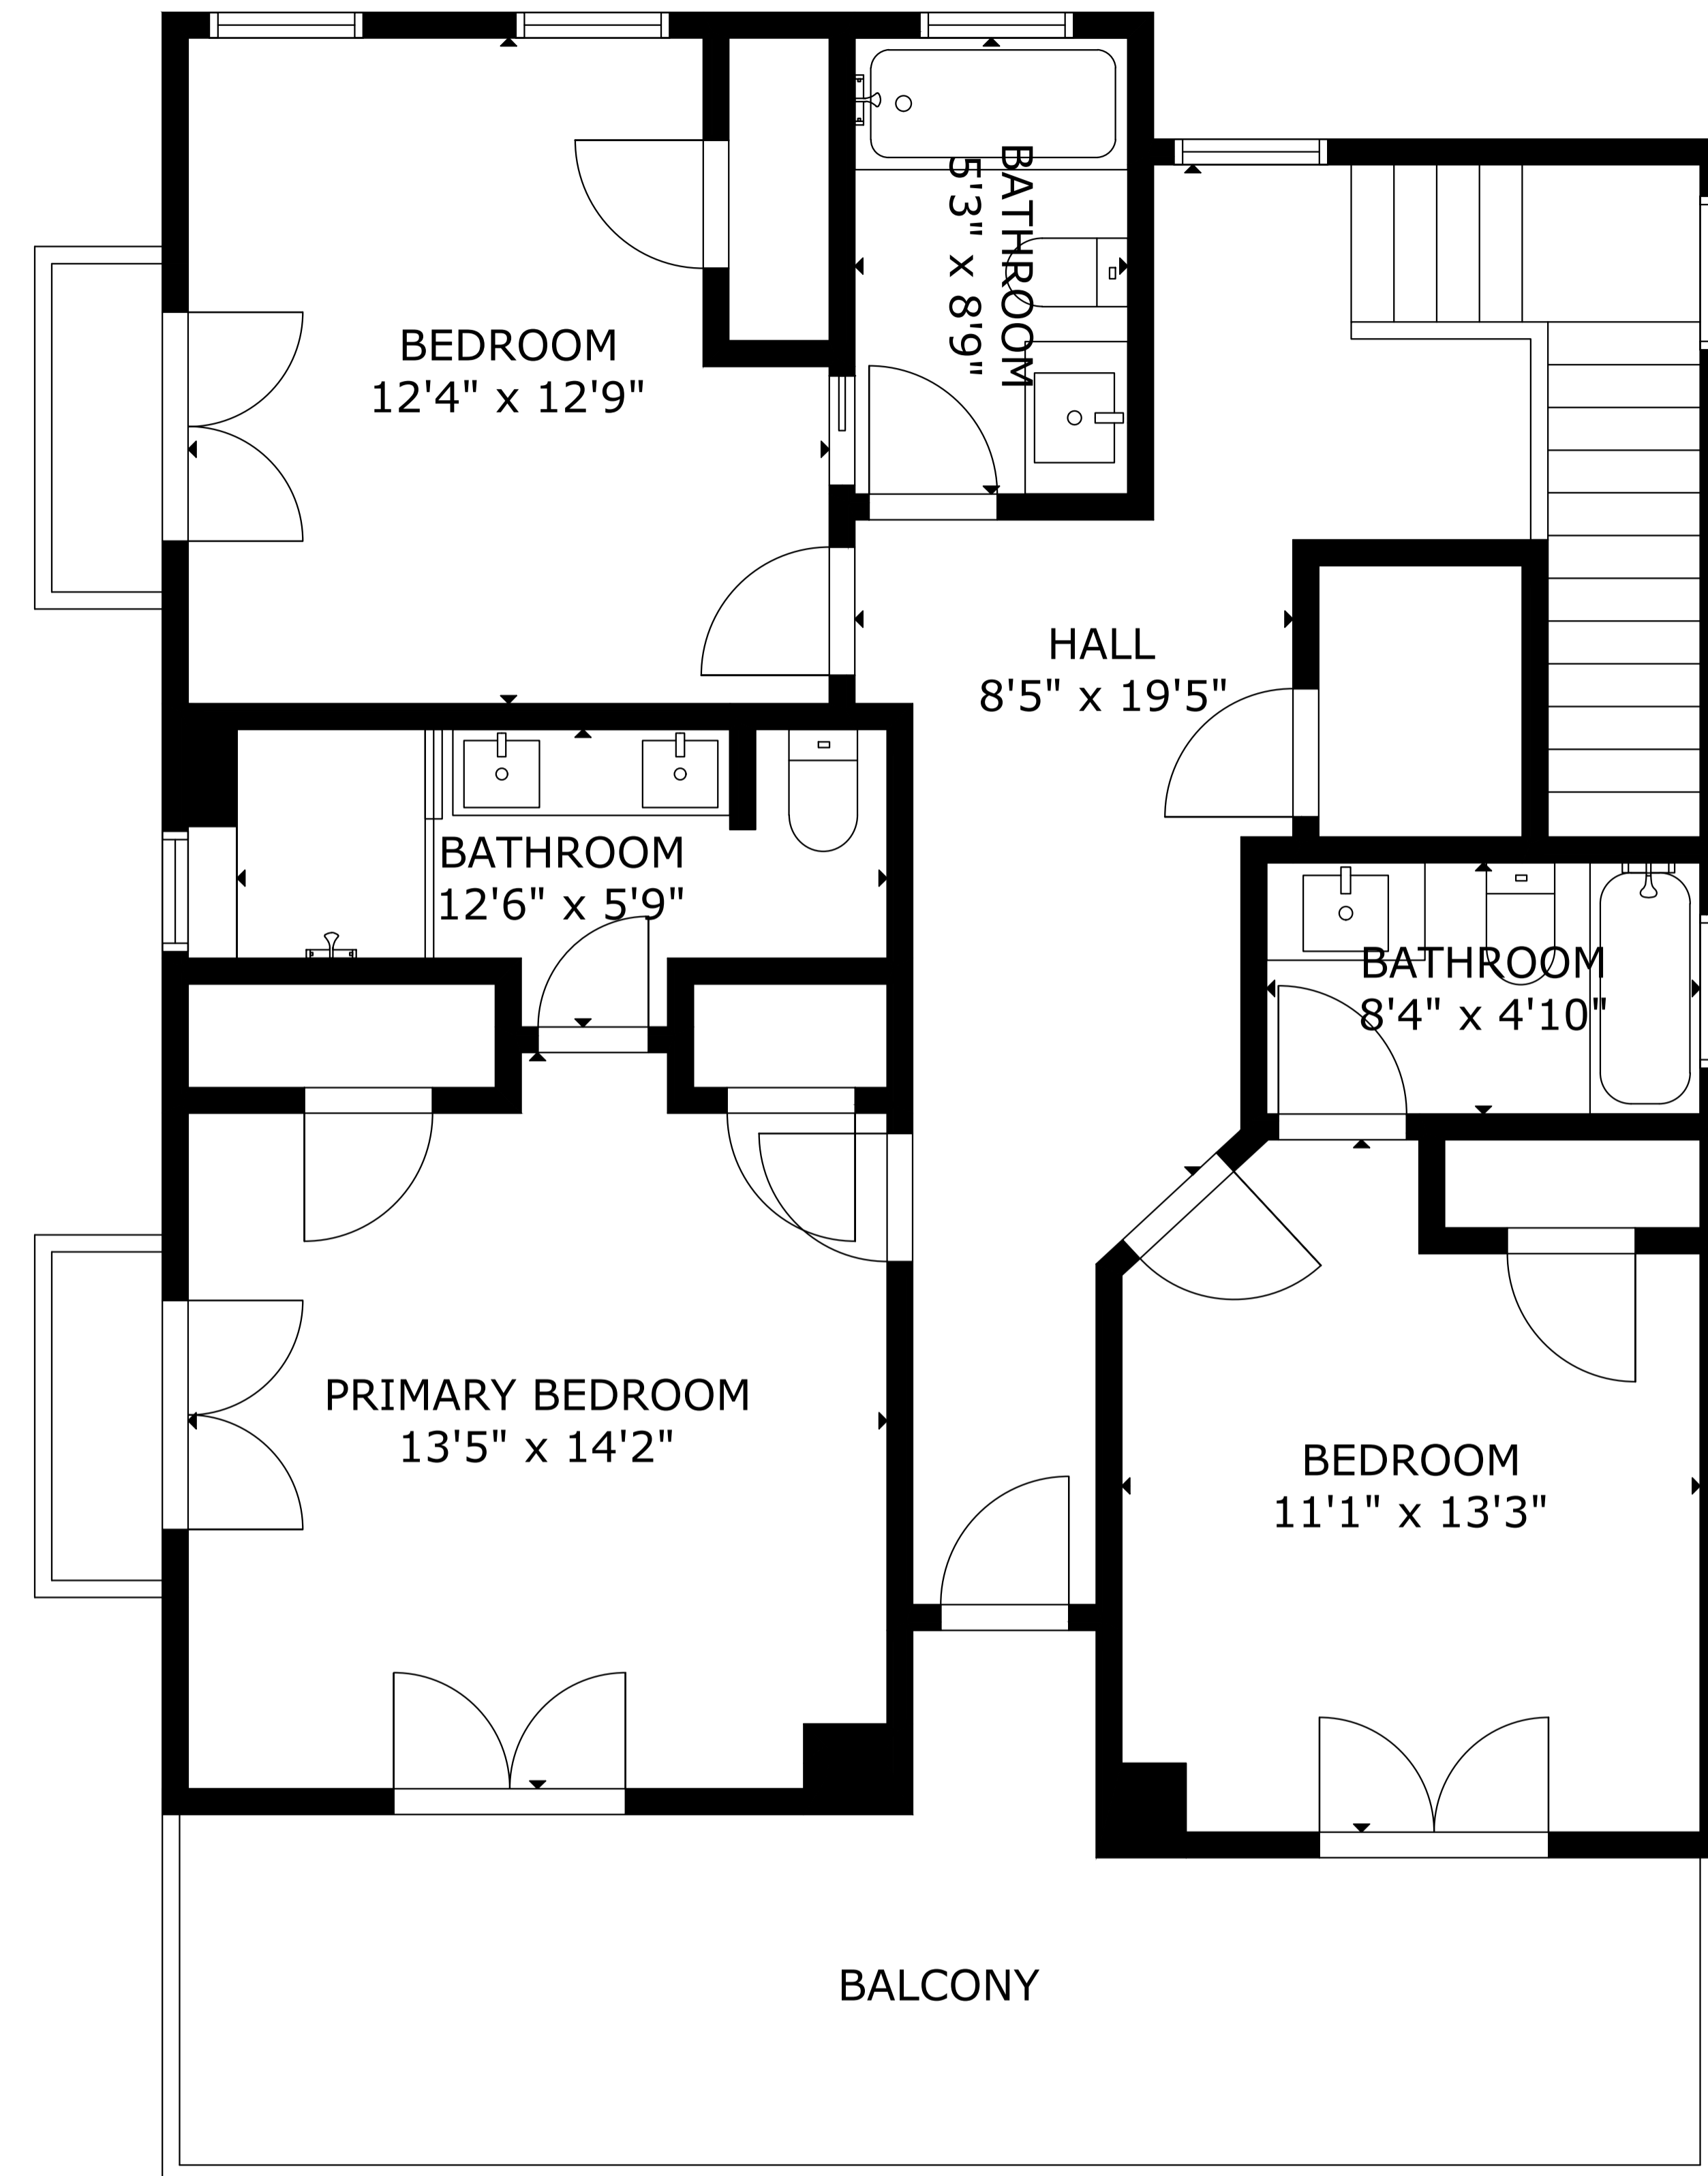 BATHROOM
5'3" x 8'9"
BEDROOM
12'4" x 12'9"
HALL
8'5" x 19'5"
BATHROOM
12'6" x 5'9"
BATHROOM
8'4" x 4'10"
PRIMARY BEDROOM
13'5" x 14'2"
BEDROOM
11'1" x 13'3"
BALCONY